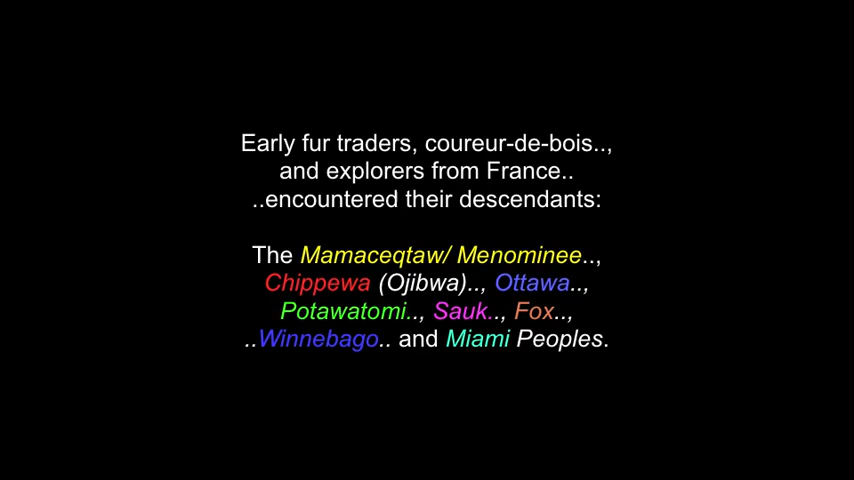 Early fur traders, coureur-de-bois..,
and explorers from France..
..encountered their descendants:
The Mamaceqtaw/ Menominee..,
Chippewa (Ojibwa).., Ottawa..,
Potawatomi.., Sauk.., Fox..,
..Winnebago.. and Miami Peoples.